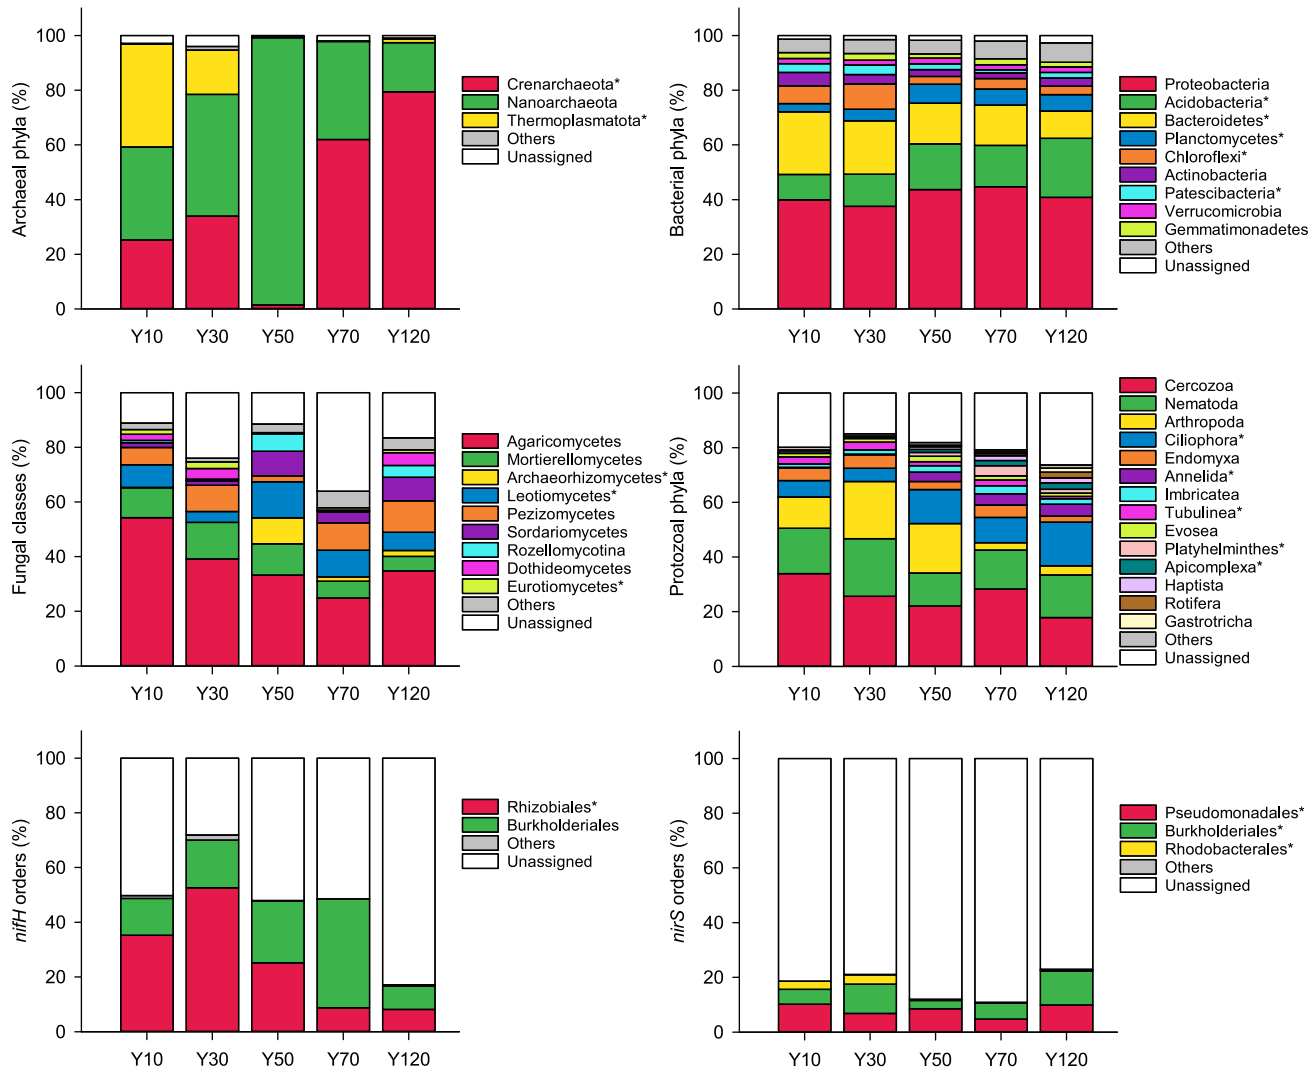 Archaeal phyla (%)
100
80
60
40
20
0
Y10 Y30 Y50 Y70 Y120
Crenarchaeota*
Nanoarchaeota
Thermoplasmatota*
Others
Unassigned
Bacterial phyla (%)
100
80
60
40
20
0
Y10 Y30 Y50 Y70 Y120
Proteobacteria
Acidobacteria*
Bacteroidetes*
Planctomycetes*
Chloroflexi*
Actinobacteria
Patescibacteria*
Verrucomicrobia
Gemmatimonadetes
Others
Unassigned
Fungal classes (%)
100
80
60
40
20
0
Y10 Y30 Y50 Y70 Y120
Agaricomycetes
Mortierellomycetes
Archaeorhizomycetes*
Leotiomycetes*
Pezizomycetes
Sordariomycetes
Rozellomycotina
Dothideomycetes
Eurotiomycetes*
Others
Unassigned
Protozoal phyla (%)
100
80
60
40
20
0
Y10 Y30 Y50 Y70 Y120
Cercozoa
Nematoda
Arthropoda
Ciliophora*
Endomyxa
Annelida*
Imbricatea
Tubulinea*
Evosea
Platyhelminthes*
Apicomplexa*
Haptista
Rotifera
Gastrotricha
Others
Unassigned
nifH orders (%)
100
80
60
40
20
0
Y10 Y30 Y50 Y70 Y120
Rhizobiales*
Burkholderiales
Others
Unassigned
nirS orders (%)
100
80
60
40
20
0
Y10 Y30 Y50 Y70 Y120
Pseudomonadales*
Burkholderiales*
Rhodobacterales*
Others
Unassigned